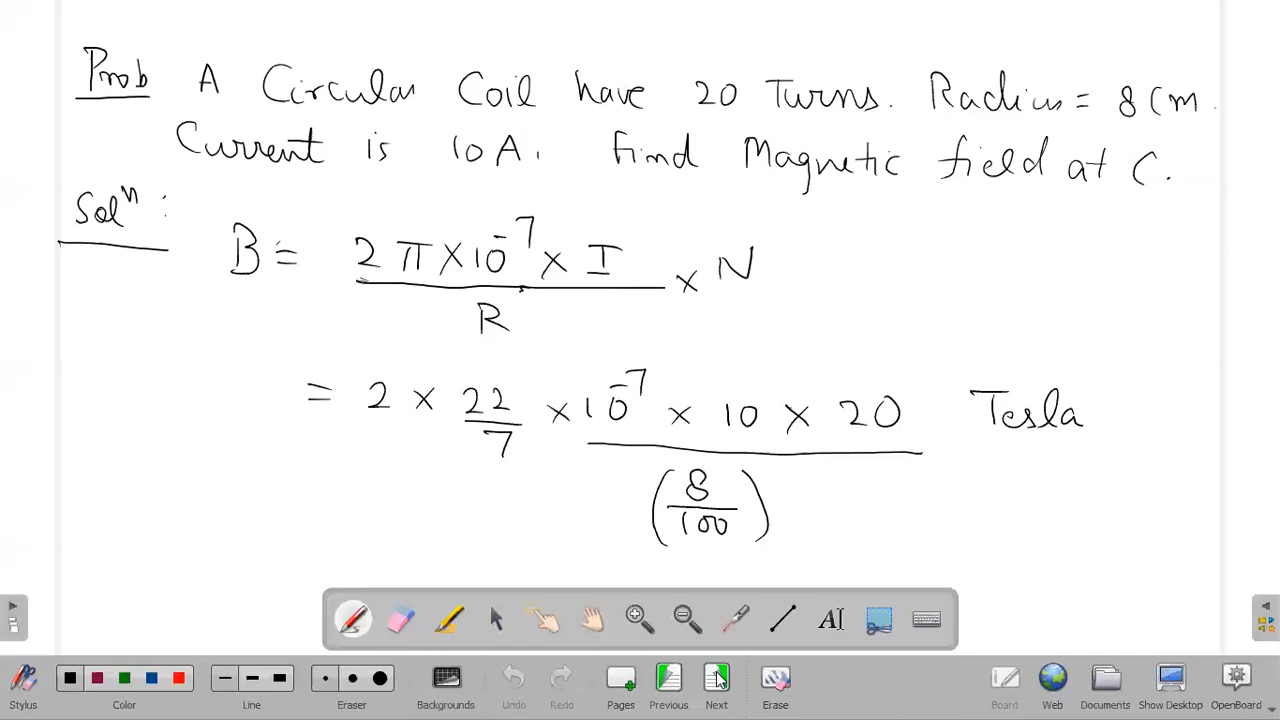 Prob A Circular Coil have 20 Turns. Radius = 8 Cm.
Current is 10A. Find Magnetic field at C.
Solⁿ :
B = 2 π × 10⁻⁷ × I / R × N
= 2 × 22/7 × 10⁻⁷ × 10 × 20 / (8/100) Tesla
Stylus Color Line Eraser Backgrounds Undo Redo Pages Previous Next Erase Board Web Documents Show Desktop OpenBoard